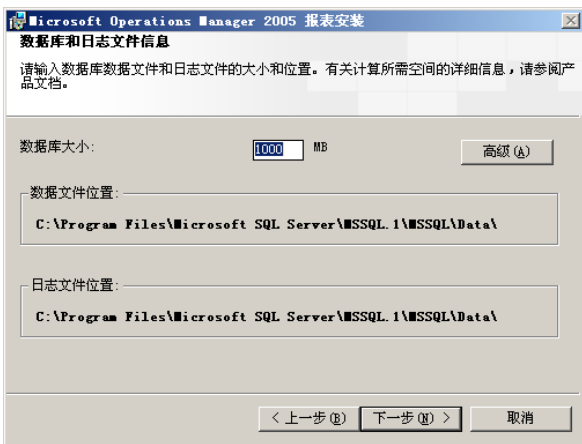 Microsoft Operations Manager 2005 报表安装
数据库和日志文件信息
请输入数据库数据文件和日志文件的大小和位置。有关计算所需空间的详细信息，请参阅产
品文档。
数据库大小:
1000 MB
高级(A)
数据文件位置:
C:\Program Files\Microsoft SQL Server\MSSQL.1\MSSQL\Data\
日志文件位置:
C:\Program Files\Microsoft SQL Server\MSSQL.1\MSSQL\Data\
< 上一步(B) 下一步(N) > 取消